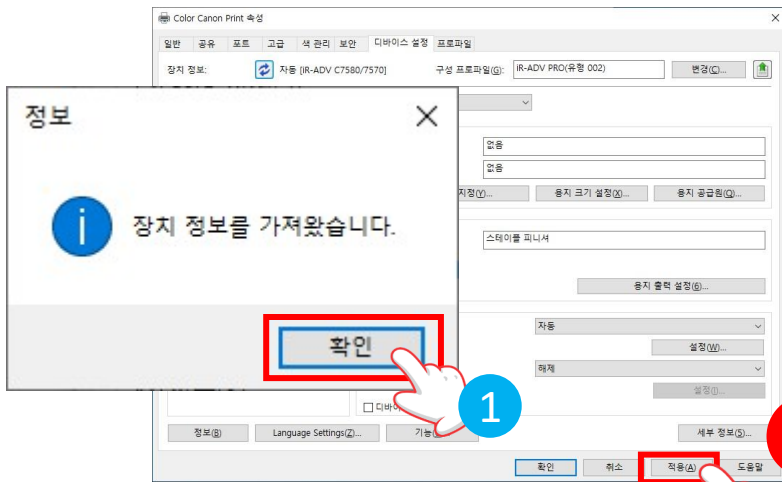 Color Canon Print 속성
일반 공유 포트 고급 색 관리 보안 디바이스 설정 프로파일
장치 정보: 자동 [iR-ADV C7580/7570] 구성 프로파일(G): iR-ADV PRO(유형 002) 변경(C)...
정보
장치 정보를 가져왔습니다.
확인
1
없음
없음
지정(Y)... 용지 크기 설정(X)... 용지 공급원(Q)...
스테이플 피니셔
용지 출력 설정(6)...
자동
설정(W)...
해제
설정(I)...
디바이
정보(B) Language Settings(Z)... 기능 세부 정보(5)...
확인 취소 적용(A) 도움말